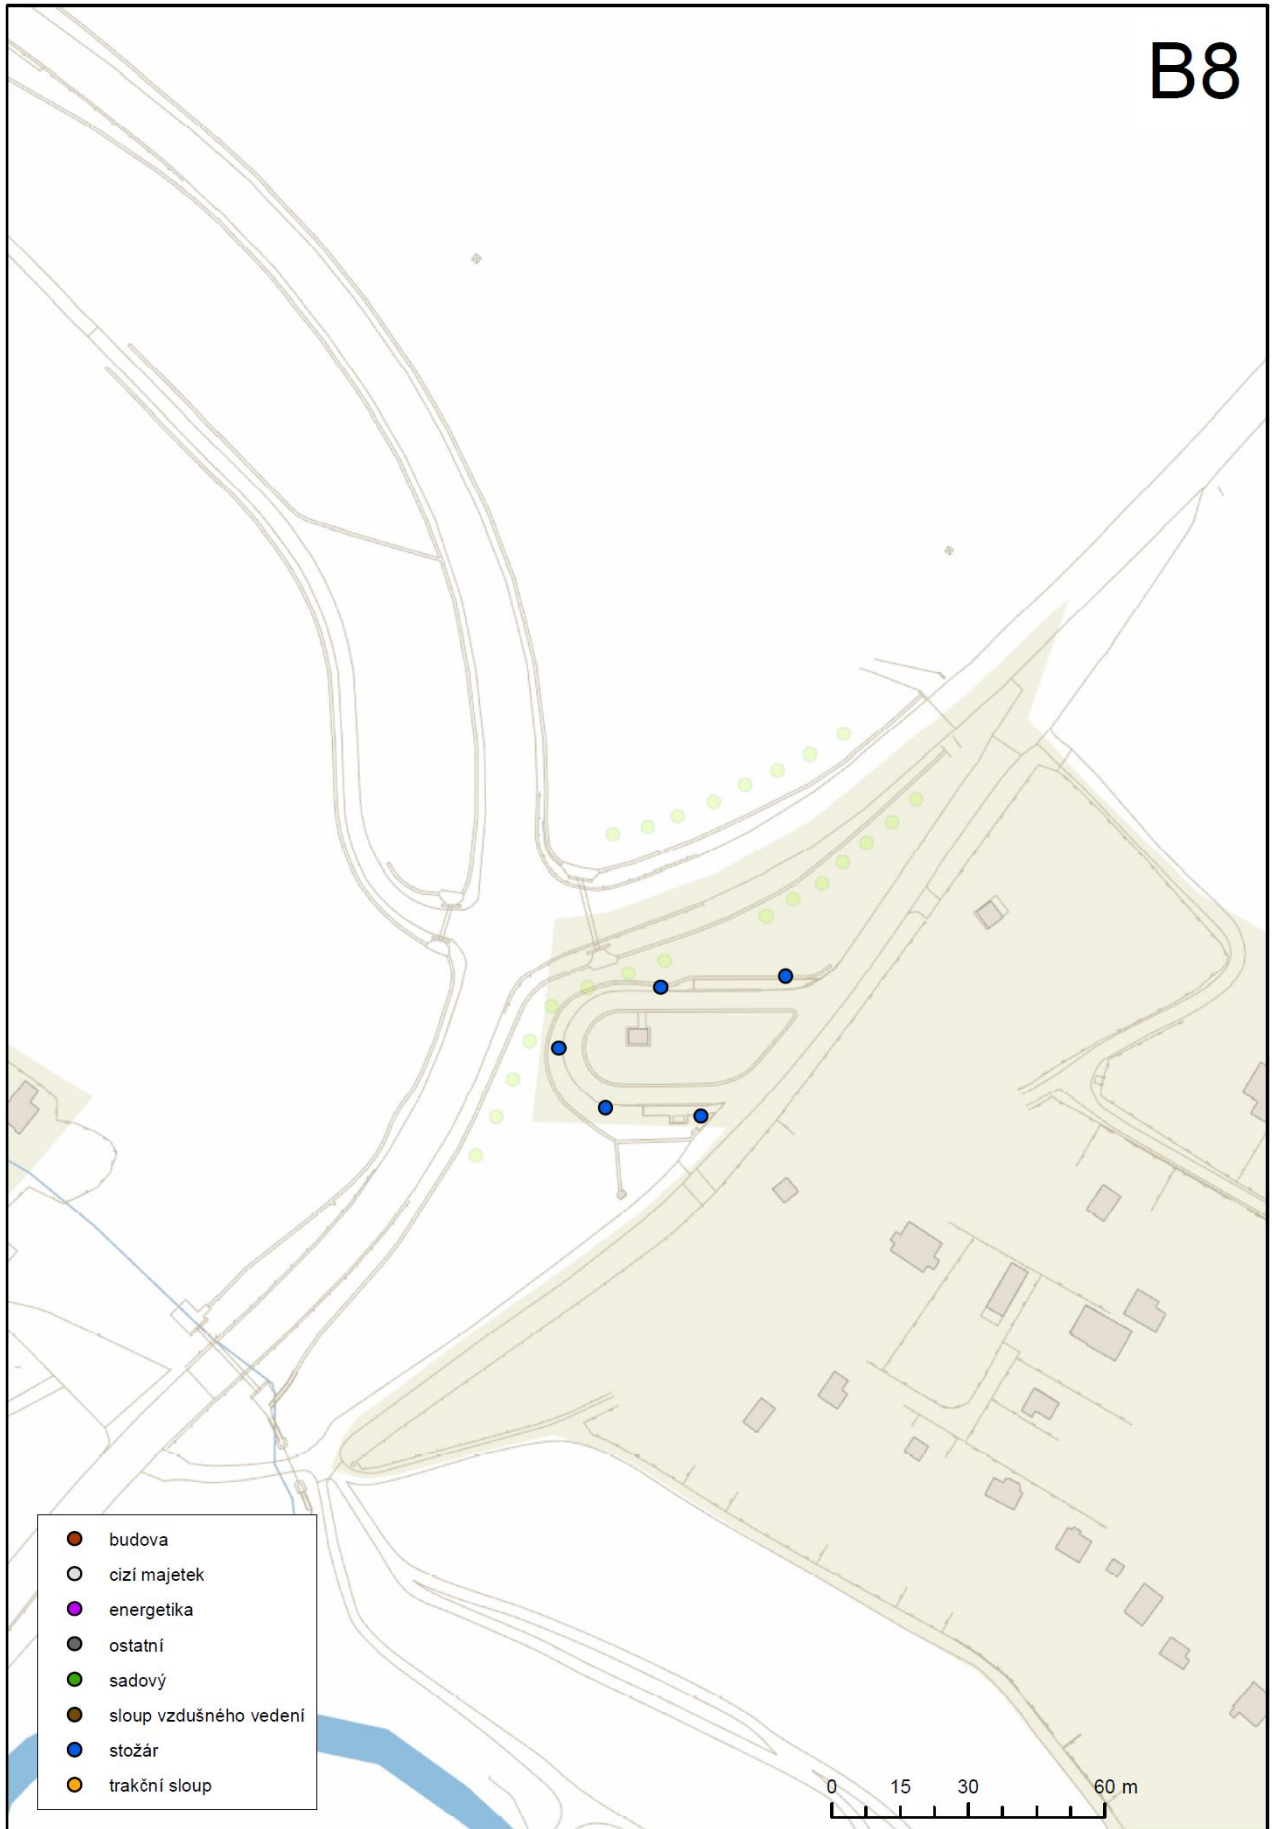 B8
budova
cizí majetek
energetika
ostatní
sadový
sloup vzdušného vedení
stožár
trakční sloup
0 15 30 60 m